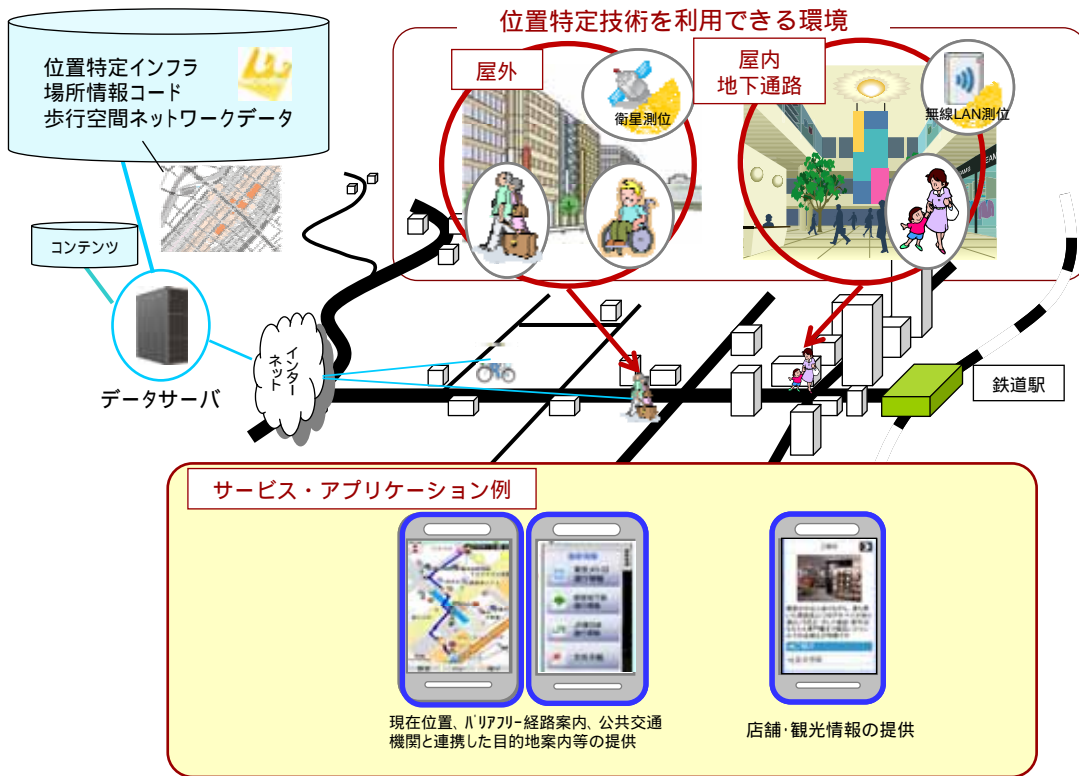 位置特定技術を利用できる環境
位置特定インフラ
場所情報コード
歩行空間ネットワークデータ
屋外
衛星測位
屋内
地下通路
無線LAN測位
コンテンツ
インターネット
データサーバ
鉄道駅
サービス・アプリケーション例
現在位置、バリアフリー経路案内、公共交通
機関と連携した目的地案内等の提供
店舗・観光情報の提供